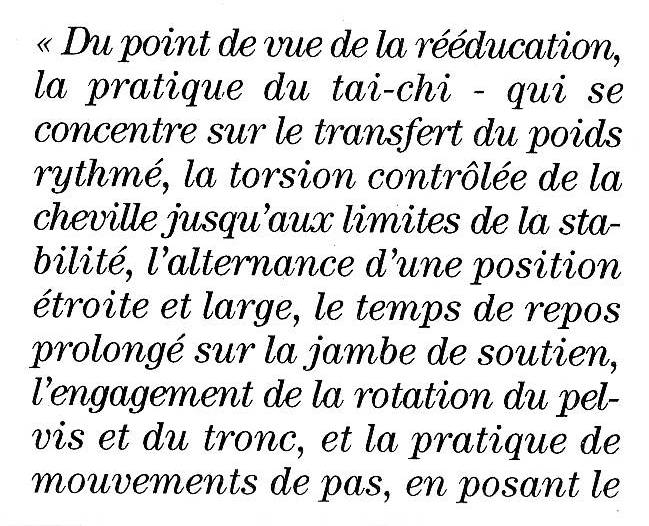 « Du point de vue de la rééducation,
la pratique du tai-chi - qui se
concentre sur le transfert du poids
rythmé, la torsion contrôlée de la
cheville jusqu'aux limites de la sta-
bilité, l'alternance d'une position
étroite et large, le temps de repos
prolongé sur la jambe de soutien,
l'engagement de la rotation du pel-
vis et du tronc, et la pratique de
mouvements de pas, en posant le